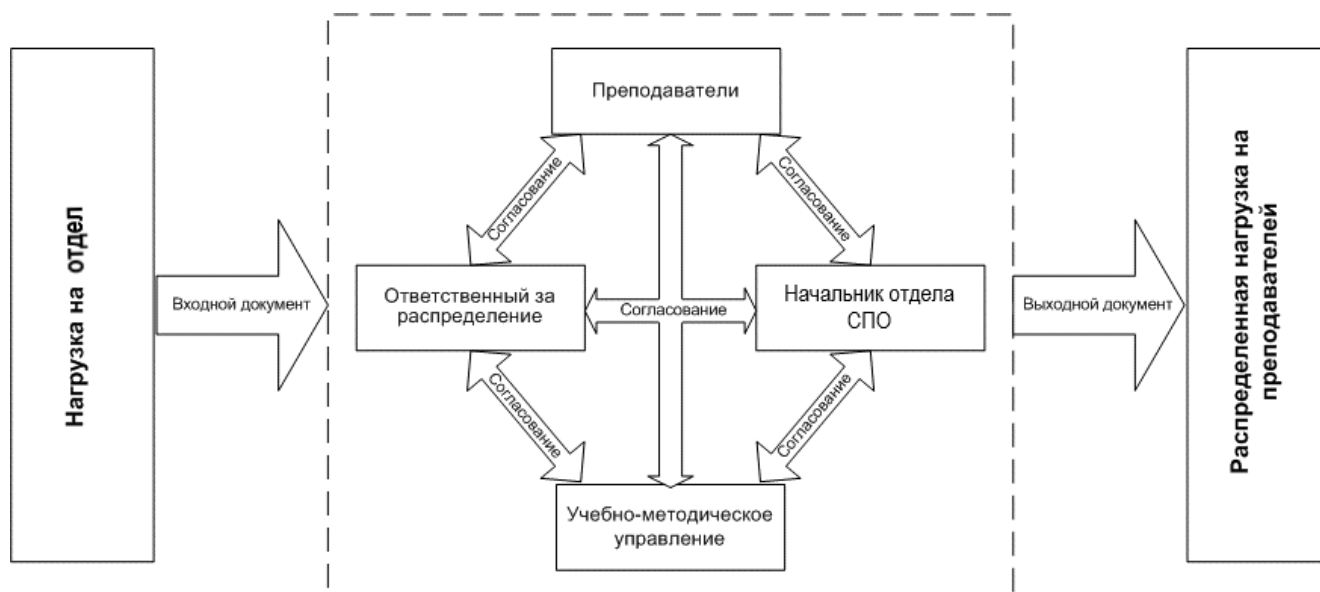 Нагрузка на отдел
Входной документ
Преподаватели
Согласование
Согласование
Ответственный за
распределение
Согласование
Начальник отдела
СПО
Согласование
Согласование
Учебно-методическое
управление
Выходной документ
Распределенная нагрузка на
преподавателей